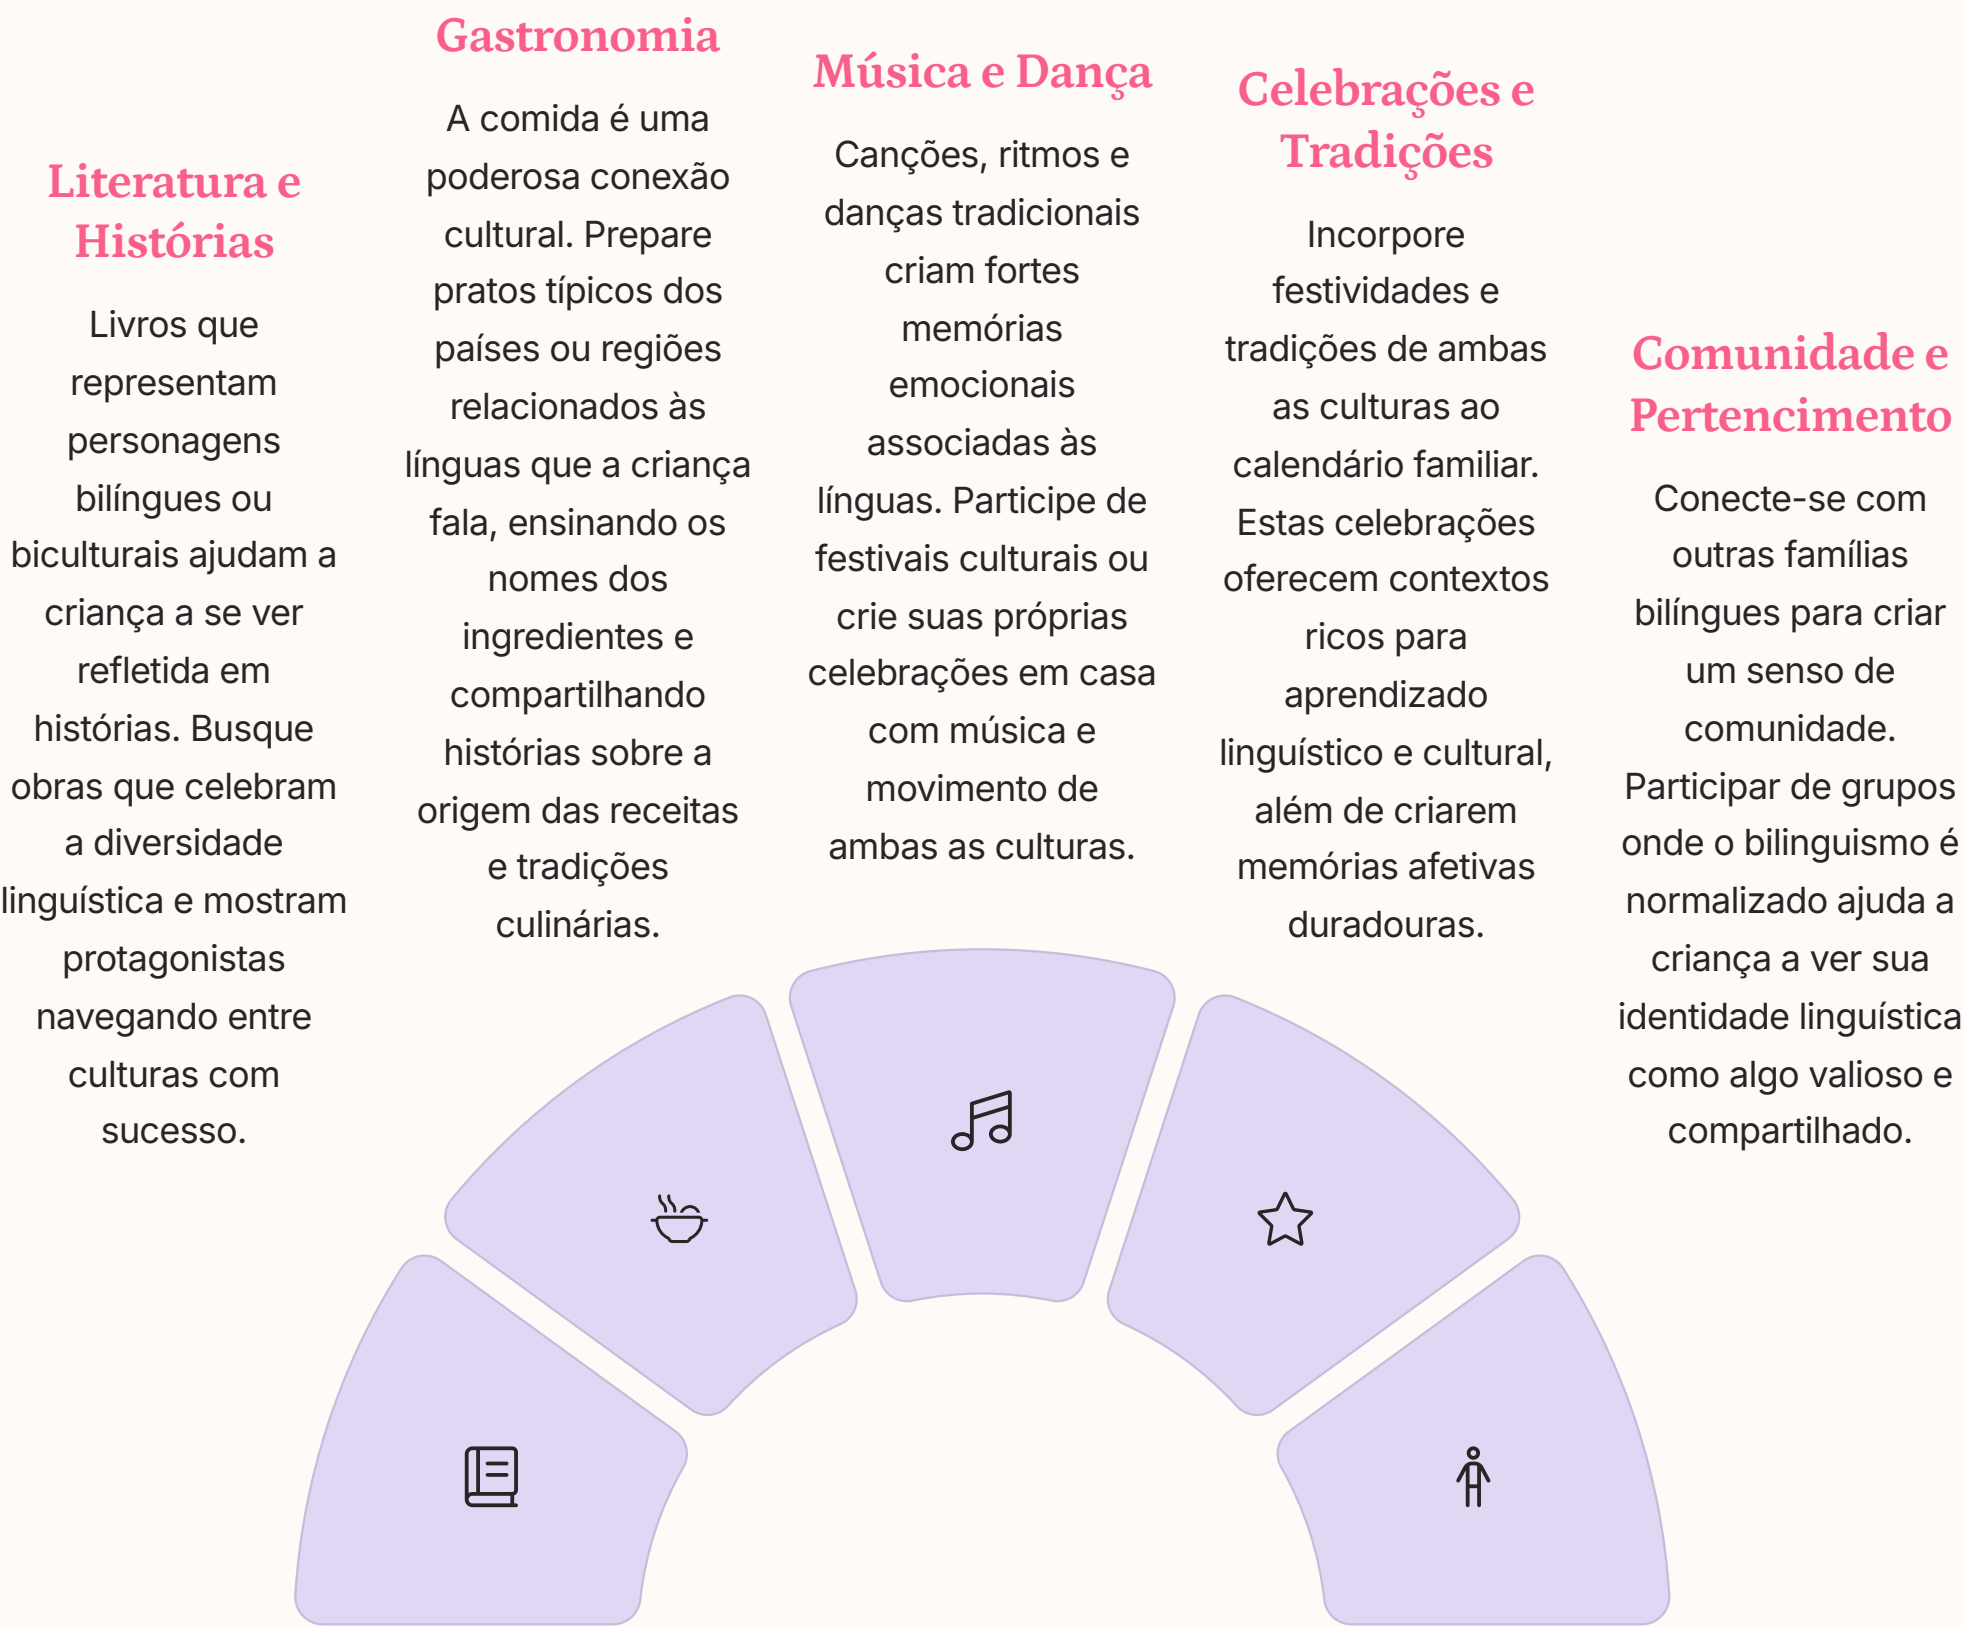 Literatura e
Histórias
Livros que
representam
personagens
bilíngues ou
biculturais ajudam a
criança a se ver
refletida em
histórias. Busque
obras que celebram
a diversidade
linguística e mostram
protagonistas
navegando entre
culturas com
sucesso.
Gastronomia
A comida é uma
poderosa conexão
cultural. Prepare
pratos típicos dos
países ou regiões
relacionados às
línguas que a criança
fala, ensinando os
nomes dos
ingredientes e
compartilhando
histórias sobre a
origem das receitas
e tradições
culinárias.
Música e Dança
Canções, ritmos e
danças tradicionais
criam fortes
memórias
emocionais
associadas às
línguas. Participe de
festivais culturais ou
crie suas próprias
celebrações em casa
com música e
movimento de
ambas as culturas.
Celebrações e
Tradições
Incorpore
festividades e
tradições de ambas
as culturas ao
calendário familiar.
Estas celebrações
oferecem contextos
ricos para
aprendizado
linguístico e cultural,
além de criarem
memórias afetivas
duradouras.
Comunidade e
Pertencimento
Conecte-se com
outras famílias
bilíngues para criar
um senso de
comunidade.
Participar de grupos
onde o bilinguismo é
normalizado ajuda a
criança a ver sua
identidade linguística
como algo valioso e
compartilhado.